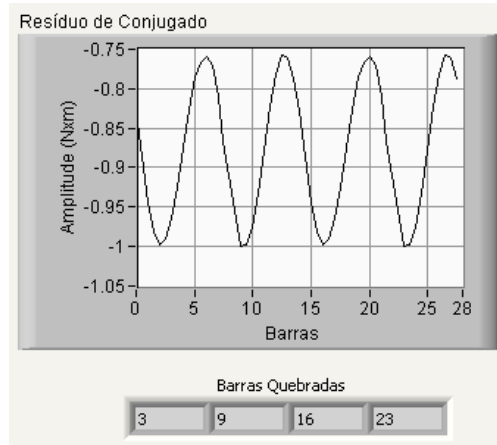 Resíduo de Conjugado
-0.75
-0.8
-0.85
-0.9
-0.95
-1
-1.05
Amplitude (Nxm)
0 5 10 15 20 25 28
Barras
Barras Quebradas
3 9 16 23